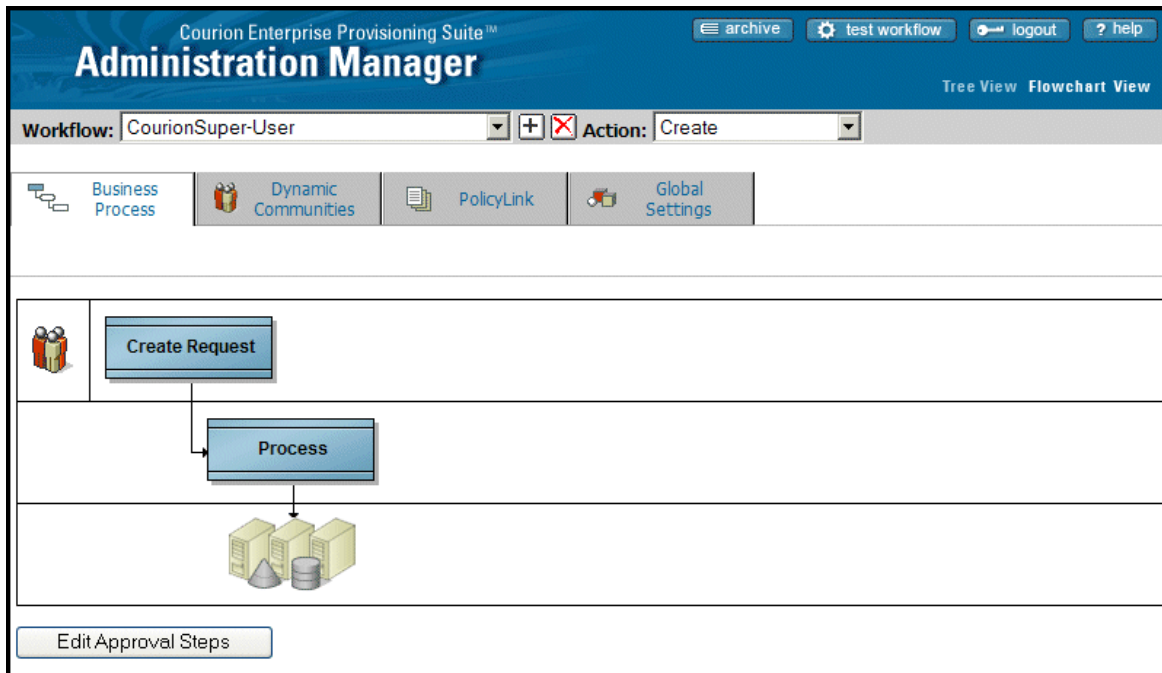 Courion Enterprise Provisioning Suite™
Administration Manager
archive
test workflow
logout
? help
Tree View Flowchart View
Workflow: CourionSuper-User Action: Create
Business Process
Dynamic Communities
PolicyLink
Global Settings
Create Request
Process
Edit Approval Steps